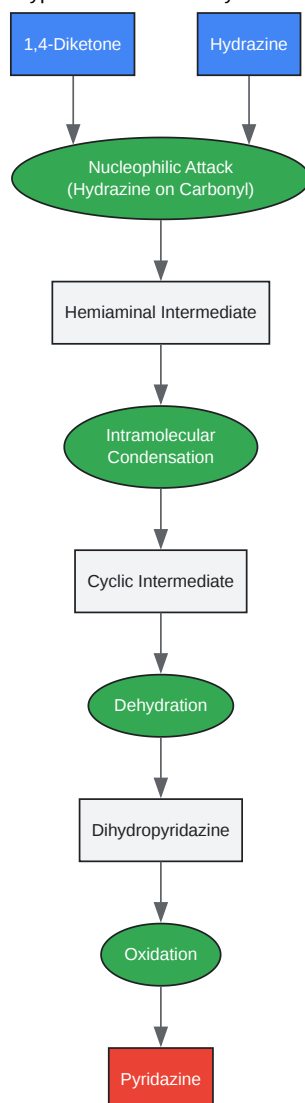 1,4-Diketone
Hydrazine
Nucleophilic Attack
(Hydrazine on Carbonyl)
Hemiaminal Intermediate
Intramolecular
Condensation
Cyclic Intermediate
Dehydration
Dihydropyridazine
Oxidation
Pyridazine